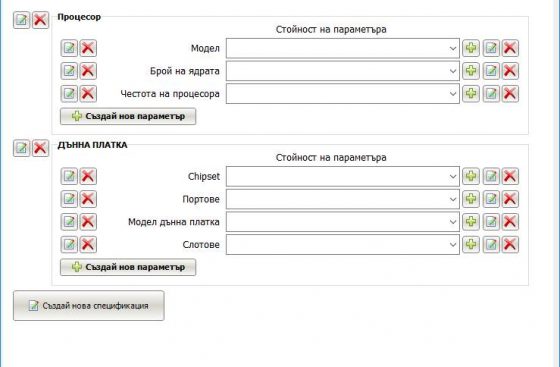 Процесор
Стойност на параметъра
Модел
Брой на ядрата
Честота на процесора
Създай нов параметър
ДЪННА ПЛАТКА
Стойност на параметъра
Chipset
Портове
Модел дънна платка
Слотове
Създай нов параметър
Създай нова спецификация